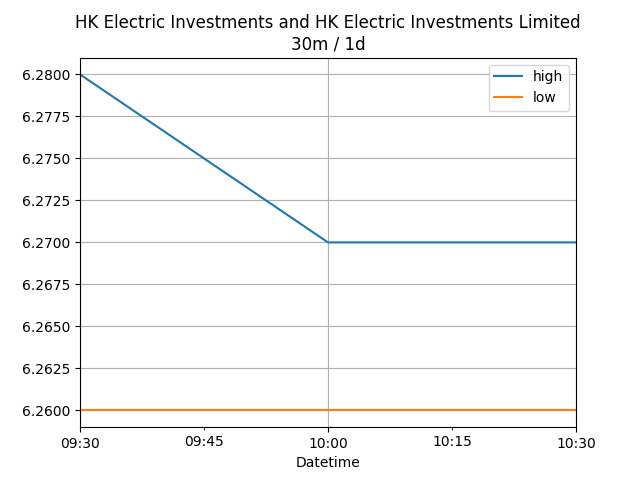 HK Electric Investments and HK Electric Investments Limited
30m / 1d
high
low
6.2800
6.2775
6.2750
6.2725
6.2700
6.2675
6.2650
6.2625
6.2600
09:30
09:45
10:00
10:15
10:30
Datetime